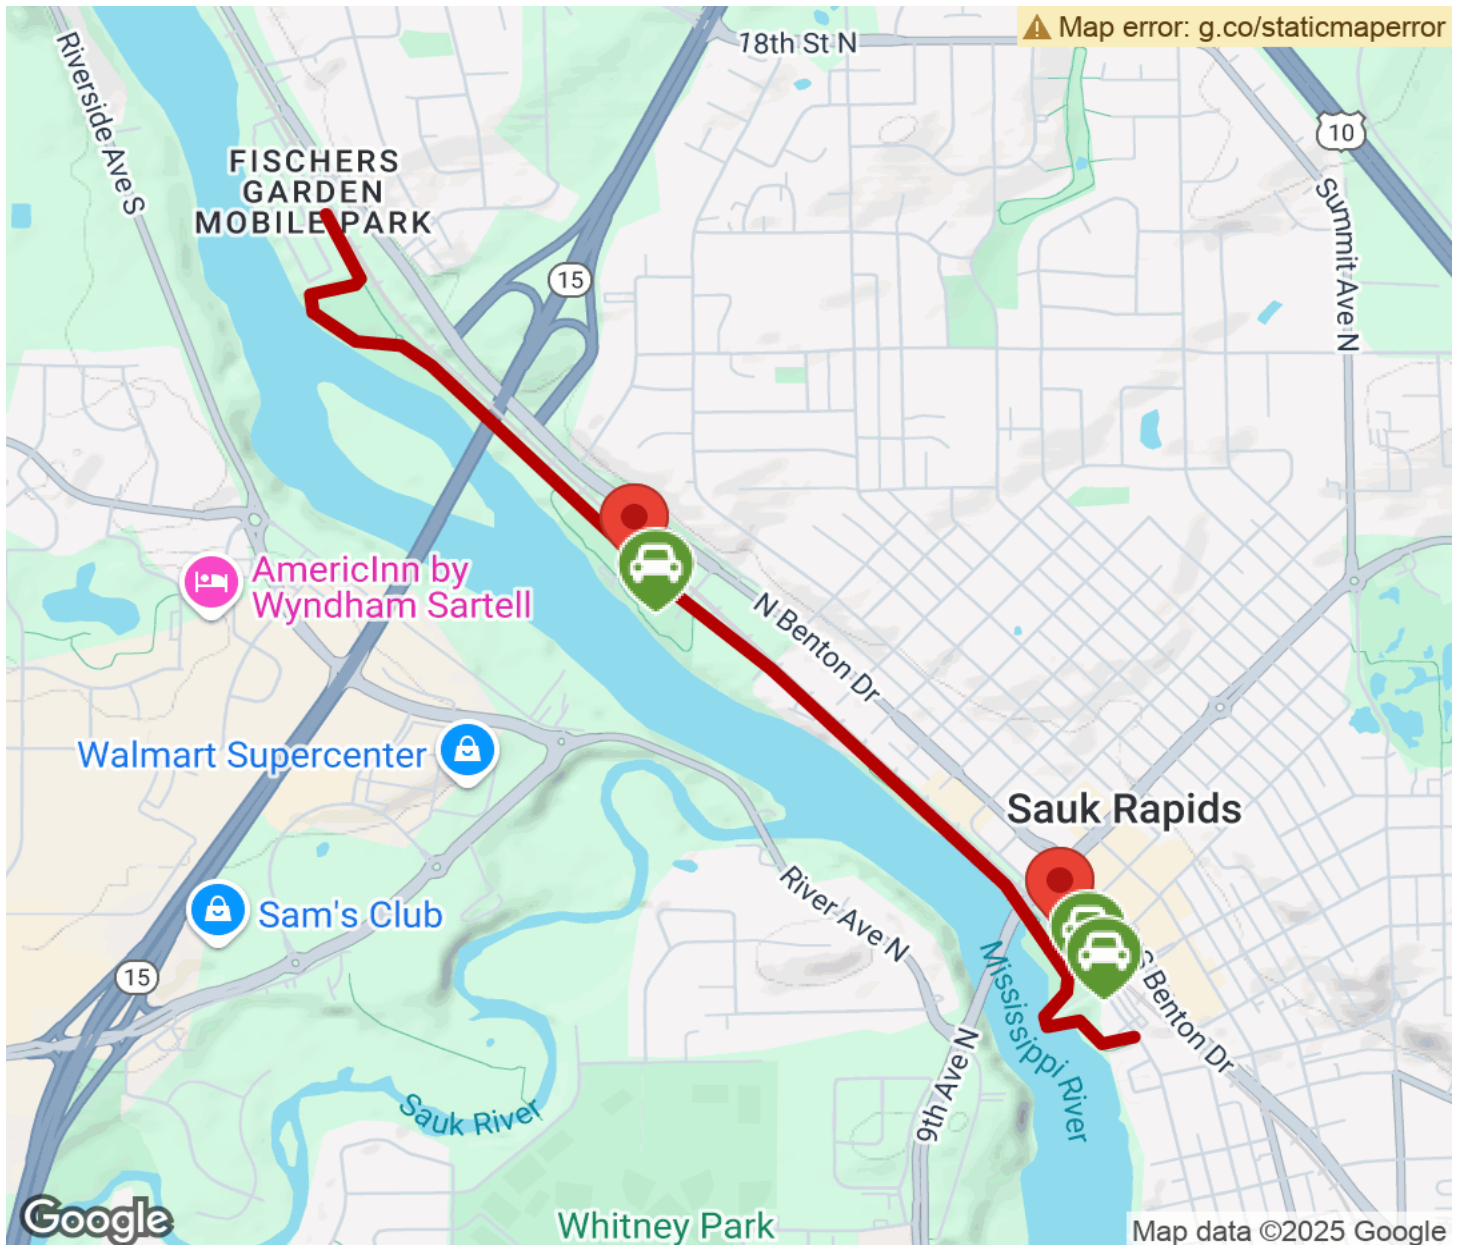 Map error: g.co/staticmaperror
18th St N
Riverside Ave S
10
FISCHERS
GARDEN
MOBILE PARK
Summit Ave N
15
AmericInn by
Wyndham Sartell
N Benton Dr
Walmart Supercenter
Sauk Rapids
Sam's Club
River Ave N
15
Mississippi River
S Benton Dr
9th Ave N
Sauk River
Whitney Park
Google
Map data ©2025 Google